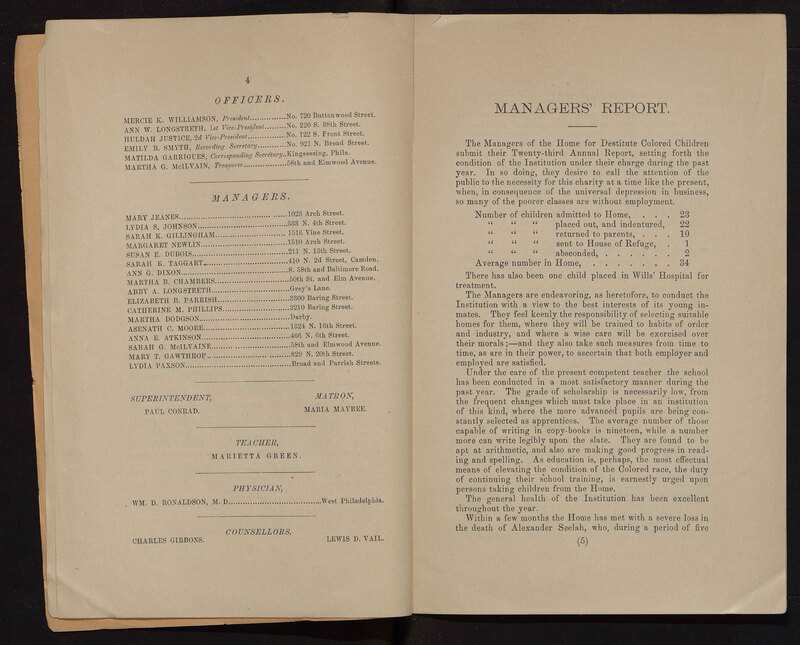 4
OFFICERS.
MERCIE K. WILLIAMSON, President..............No. 720 Buttonwood Street.
ANN W. LONGSTRETH, 1st Vice-President........No. 220 S. 38th Street.
HULDAH JUSTICE, 2d Vice-President..............No. 122 S. Front Street.
EMILY B. SMYTH, Recording Secretary..........No. 921 N. Broad Street.
MATILDA GARRIGUES, Corresponding Secretary..Kingsessing, Phila.
MARTHA G. McILVAIN, Treasurer................58th and Elmwood Avenue.
MANAGERS.
MARY JEANES..............................1023 Arch Street.
LYDIA S. JOHNSON.........................533 N. 4th Street.
SARAH K. GILLINGHAM......................1516 Vine Street.
MARGARET NEWLIN..........................1510 Arch Street.
SUSAN E. DUBOIS..........................211 N. 13th Street.
SARAH K. TAGGART.........................410 N. 2d Street, Camden.
ANN G. DIXON.............................S. 58th and Baltimore Road.
MARTHA B. CHAMBERS.......................50th St. and Elm Avenue.
ABBY A. LONGSTRETH.......................Grey's Lane.
ELIZABETH B. PARRISH.....................3300 Baring Street.
CATHERINE M. PHILLIPS....................3210 Baring Street.
MARTHA DODGSON...........................Darby.
ASENATH C. MOORE.........................1324 N. 16th Street.
ANNA E. ATKINSON.........................466 N. 6th Street.
SARAH G. McILVAINE.......................58th and Elmwood Avenue.
MARY T. GAWTHROP.........................629 N. 20th Street.
LYDIA PAXSON.............................Broad and Parrish Streets.
SUPERINTENDENT, MATRON,
PAUL CONRAD. MARIA MAYBEE.
TEACHER,
MARIETTA GREEN.
PHYSICIAN,
WM. D. RONALDSON, M. D.......................West Philadelphia.
COUNSELLORS.
CHARLES GIBBONS. LEWIS D. VAIL.
MANAGERS' REPORT.
The Managers of the Home for Destitute Colored Children
submit their Twenty-third Annual Report, setting forth the
condition of the Institution under their charge during the past
year. In so doing, they desire to call the attention of the
public to the necessity for this charity at a time like the present,
when, in consequence of the universal depression in business,
so many of the poorer classes are without employment.
Number of children admitted to Home, . . . 23
" " " placed out, and indentured, 22
" " " returned to parents, . . . 10
" " " sent to House of Refuge, . 1
" " " absconded, . . . . . . 2
Average number in Home, . . . . . . . 34
There has also been one child placed in Wills' Hospital for
treatment.
The Managers are endeavoring, as heretofore, to conduct the
Institution with a view to the best interests of its young in-
mates. They feel keenly the responsibility of selecting suitable
homes for them, where they will be trained to habits of order
and industry, and where a wise care will be exercised over
their morals;—and they also take such measures from time to
time, as are in their power, to ascertain that both employer and
employed are satisfied.
Under the care of the present competent teacher the school
has been conducted in a most satisfactory manner during the
past year. The grade of scholarship is necessarily low, from
the frequent changes which must take place in an institution
of this kind, where the more advanced pupils are being con-
stantly selected as apprentices. The average number of those
capable of writing in copy-books is nineteen, while a number
more can write legibly upon the slate. They are found to be
apt at arithmetic, and also are making good progress in read-
ing and spelling. As education is, perhaps, the most effectual
means of elevating the condition of the Colored race, the duty
of continuing their school training, is earnestly urged upon
persons taking children from the Home.
The general health of the Institution has been excellent
throughout the year.
Within a few months the Home has met with a severe loss in
the death of Alexander Seelah, who, during a period of five
(5)